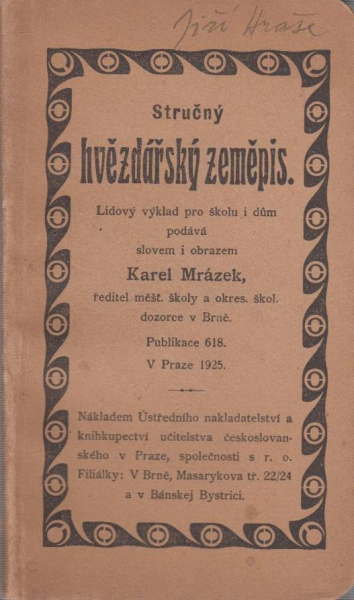 Jiří Hraše
Stručný
hvězdářský zeměpis.
Lidový výklad pro školu i dům
podává
slovem i obrazem
Karel Mrázek,
ředitel měšť. školy a okres. škol.
dozorce v Brně.
Publikace 618.
V Praze 1925.
Nákladem Ústředního nakladatelství a
knihkupectví učitelstva českoslovan-
ského v Praze, společnosti s r. o.
Filiálky: V Brně, Masarykova tř. 22/24
a v Bánskej Bystrici.